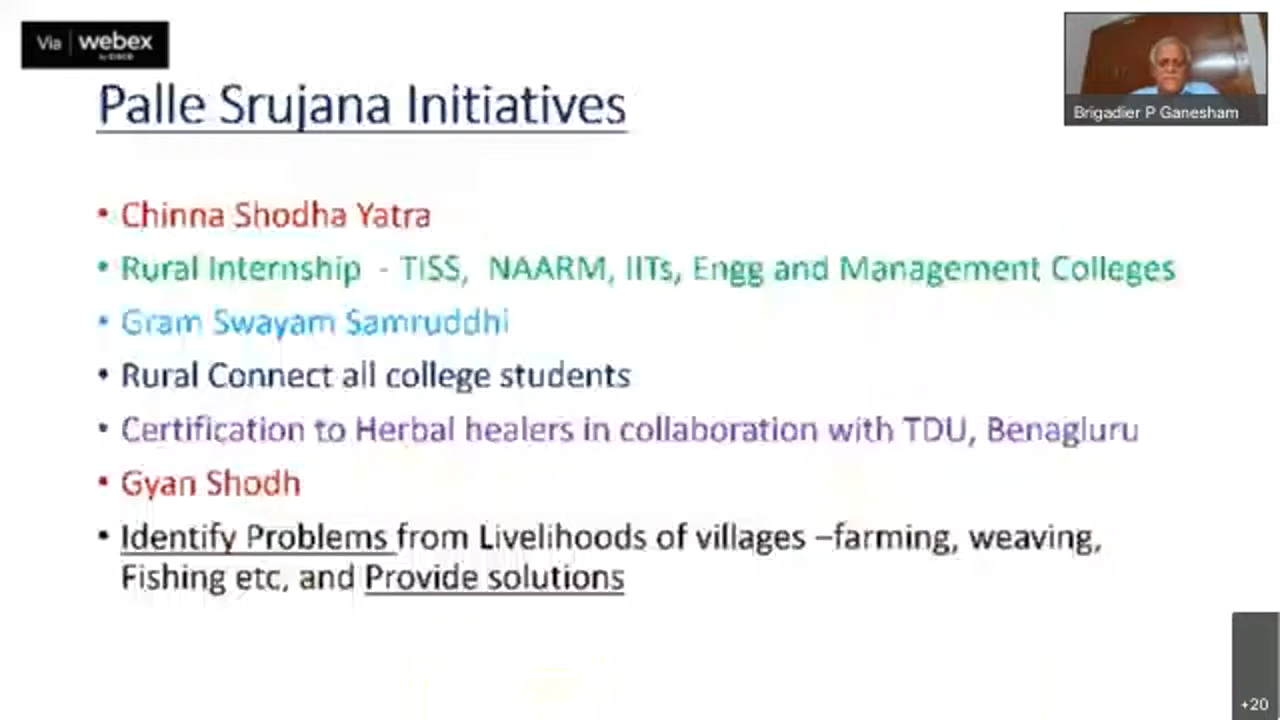 Via webex
by CISCO
Palle Srujana Initiatives
Brigadier P Ganesham
• Chinna Shodha Yatra
• Rural Internship - TISS, NAARM, IITs, Engg and Management Colleges
• Gram Swayam Samruddhi
• Rural Connect all college students
• Certification to Herbal healers in collaboration with TDU, Benagluru
• Gyan Shodh
• Identify Problems from Livelihoods of villages –farming, weaving,
Fishing etc, and Provide solutions
+20